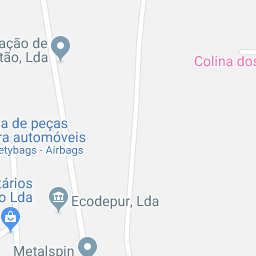 ação de
tão, Lda
Colina dos
a de peças
ra automóveis
etybags - Airbags
tários
o Lda
Ecodepur, Lda
Metalspin